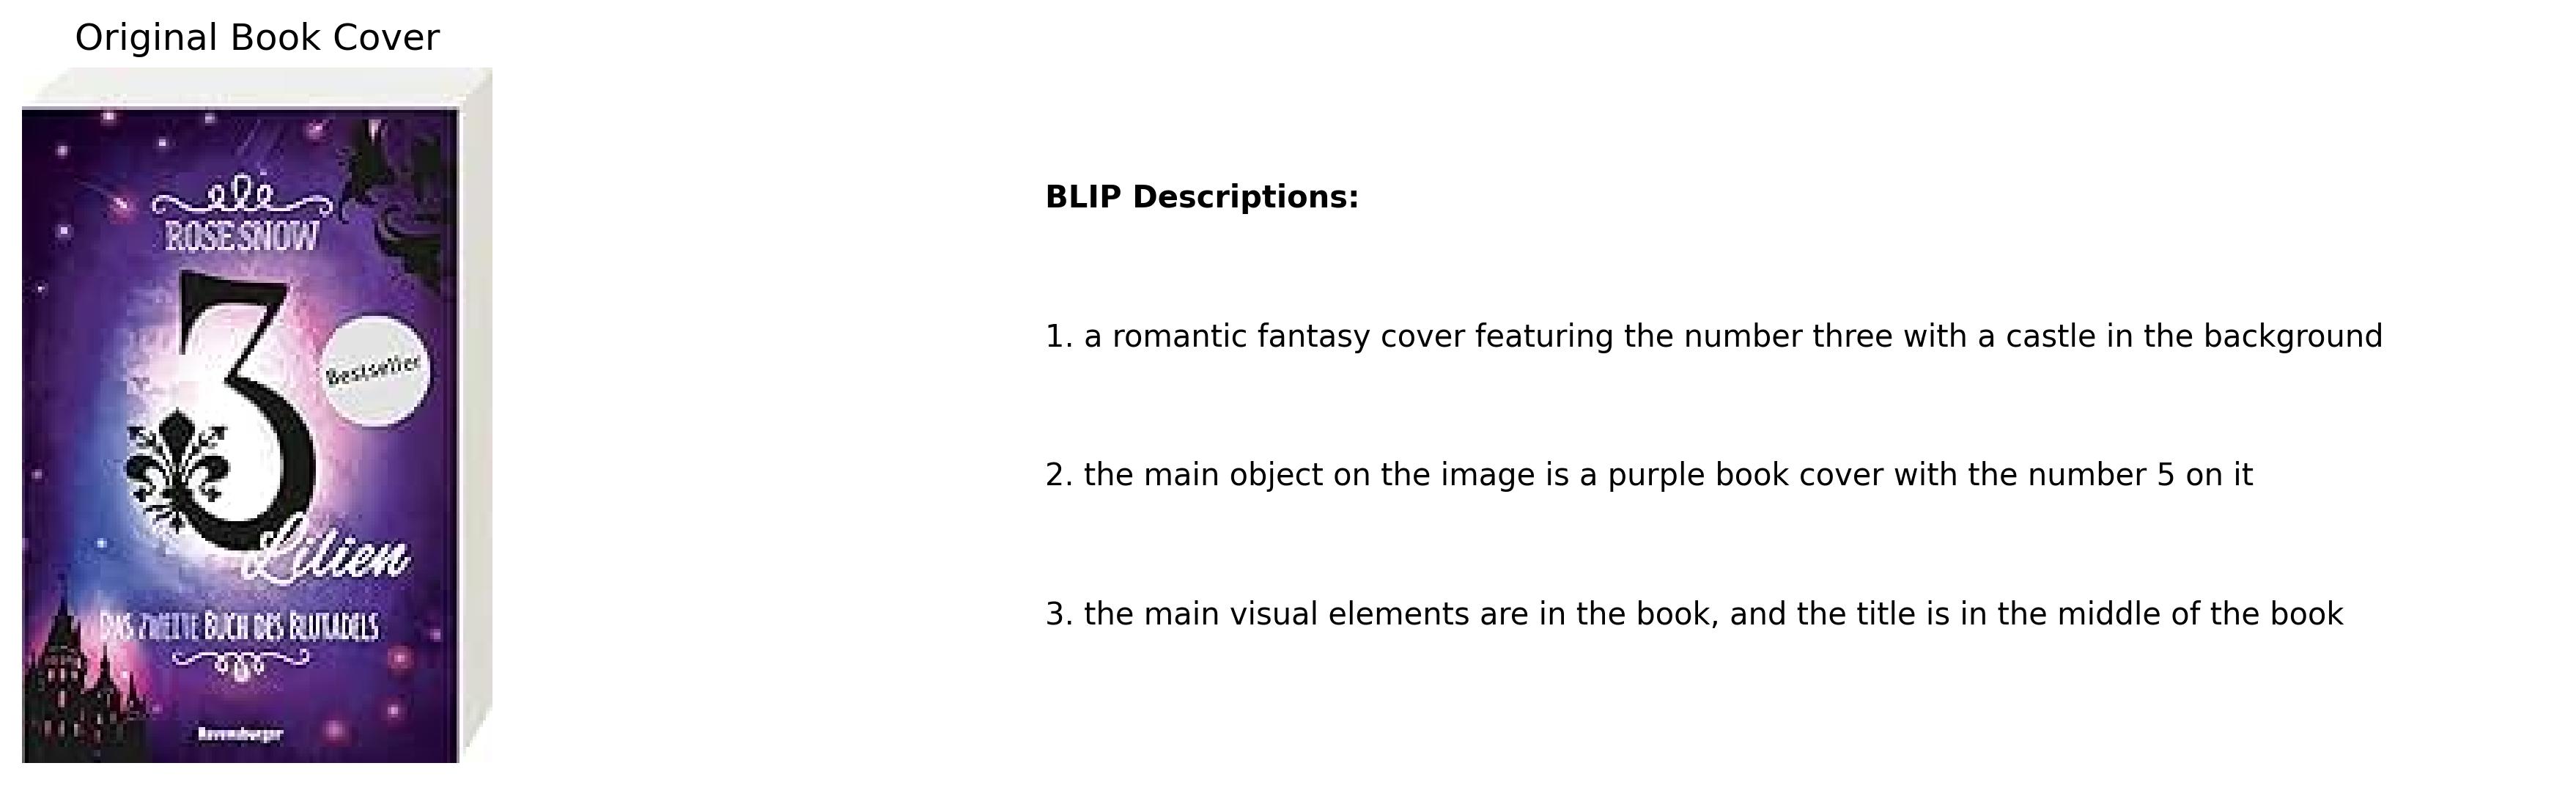 Original Book Cover
ROSE SNOW
3
Lilien
Bestseller
DAS ZWEITE BUCH DES BLUTADELS
Ravensburger
BLIP Descriptions:
1. a romantic fantasy cover featuring the number three with a castle in the background
2. the main object on the image is a purple book cover with the number 5 on it
3. the main visual elements are in the book, and the title is in the middle of the book